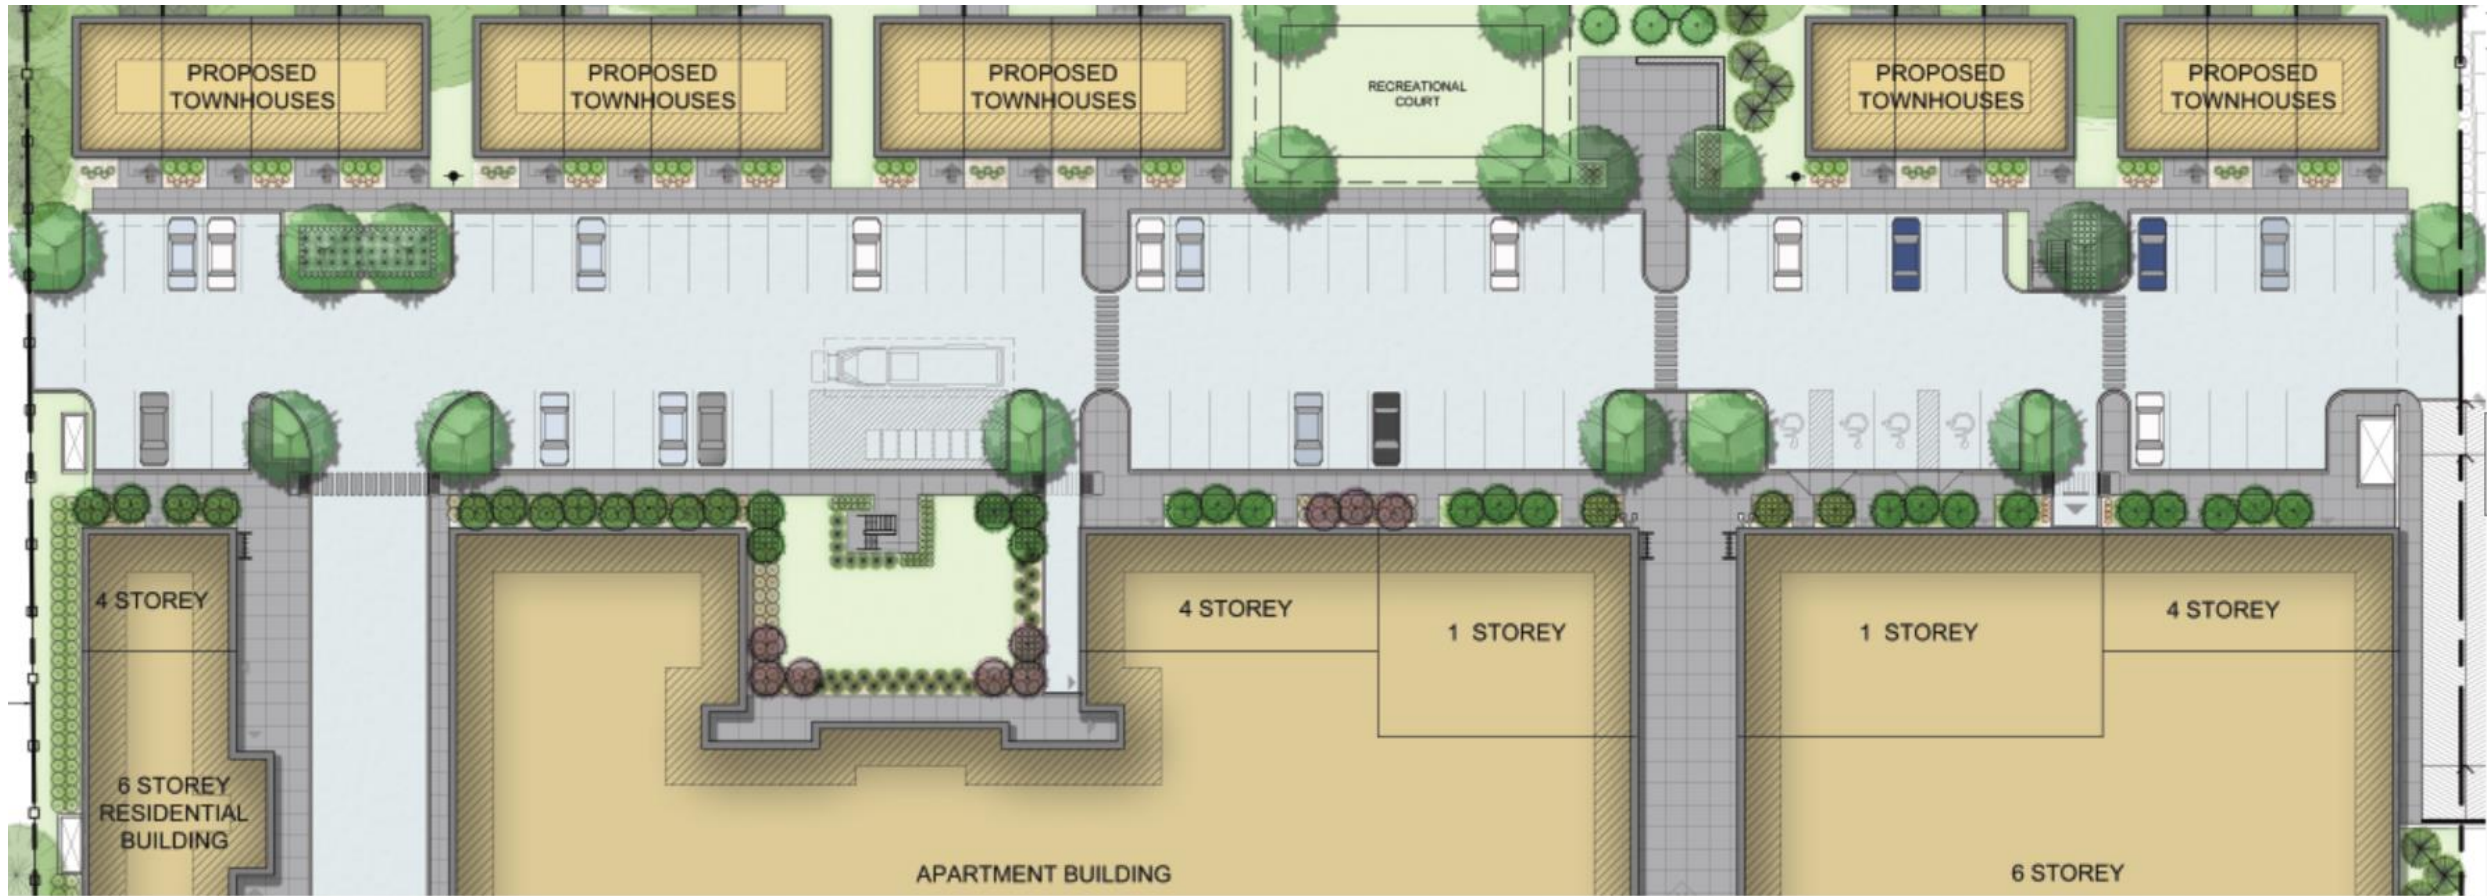 PROPOSED
TOWNHOUSES
PROPOSED
TOWNHOUSES
PROPOSED
TOWNHOUSES
RECREATIONAL
COURT
PROPOSED
TOWNHOUSES
PROPOSED
TOWNHOUSES
4 STOREY
4 STOREY
1 STOREY
1 STOREY
4 STOREY
6 STOREY
RESIDENTIAL
BUILDING
APARTMENT BUILDING
6 STOREY